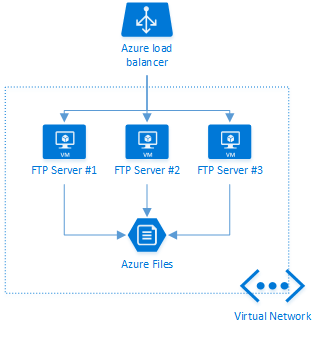 Azure load
balancer
VM
VM
VM
FTP Server #1
FTP Server #2
FTP Server #3
Azure Files
Virtual Network